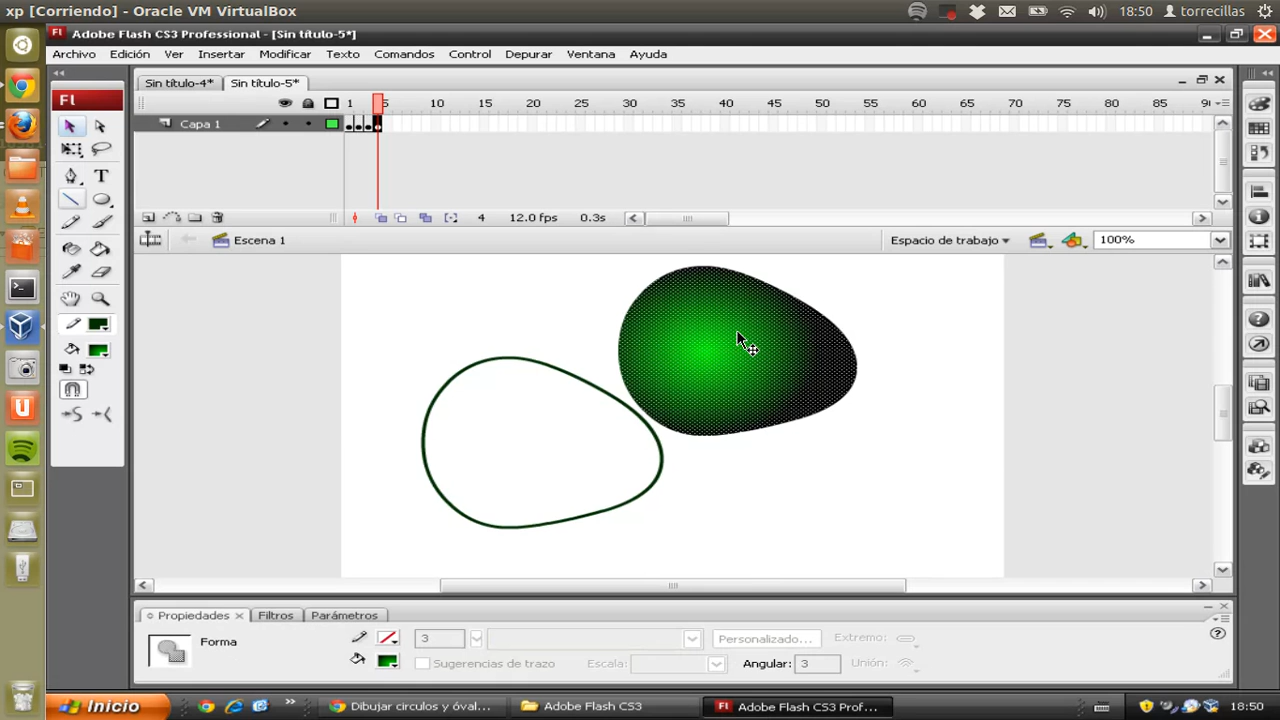 xp [Corriendo] - Oracle VM VirtualBox
18:50
torrecillas
Fl
Adobe Flash CS3 Professional - [Sin título-5*]
Archivo Edición Ver Insertar Modificar Texto Comandos Control Depurar Ventana Ayuda
Sin título-4*
Sin título-5*
Fl
1 5 10 15 20 25 30 35 40 45 50 55 60 65 70 75 80 85 90
Capa 1
4 12.0 fps 0.3s
Escena 1
Espacio de trabajo
100%
Propiedades Filtros Parámetros
Forma
3
Personalizado...
Extremo:
Sugerencias de trazo
Escala:
Angular: 3
Unión:
Inicio
Dibujar circulos y óval...
Adobe Flash CS3
Fl
Adobe Flash CS3 Prof...
18:50